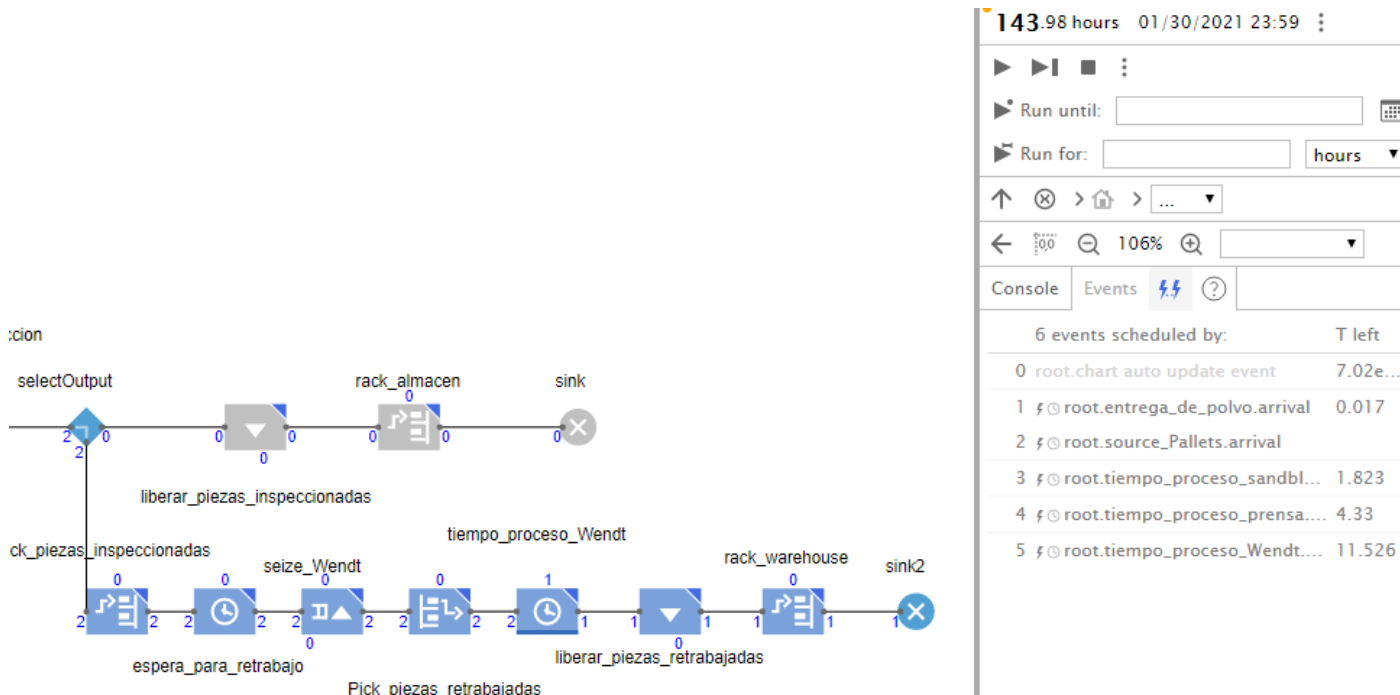 143.98 hours 01/30/2021 23:59
Run until:
Run for: hours
...
106%
Console Events
6 events scheduled by: T left
0 root.chart auto update event 7.02e...
1 root.entrega_de_polvo.arrival 0.017
2 root.source_Pallets.arrival
3 root.tiempo_proceso_sandbl... 1.823
4 root.tiempo_proceso_prensa.... 4.33
5 root.tiempo_proceso_Wendt.... 11.526
ccion
selectOutput rack_almacen sink
0
2 0 0 0 0 0 0
2
0
liberar_piezas_inspeccionadas
tiempo_proceso_Wendt
ck_piezas_inspeccionadas
seize_Wendt rack_warehouse sink2
0 0 0 0 1 0
2 2 2 2 2 2 2 2 2 1 1 1 1 1 1
0 0
espera_para_retrabajo liberar_piezas_retrabajadas
Pick_piezas_retrabajadas